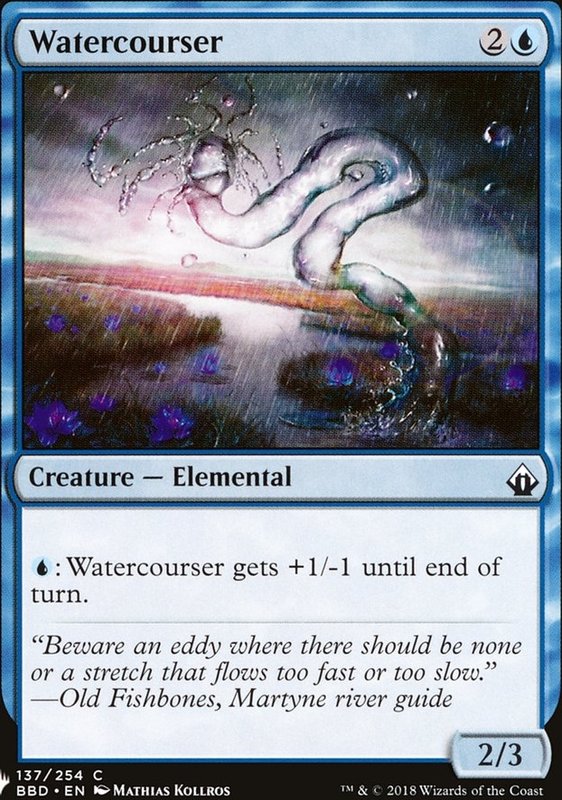 Watercourser 2
Creature — Elemental
: Watercourser gets +1/-1 until end of
turn.
“Beware an eddy where there should be none
or a stretch that flows too fast or too slow.”
—Old Fishbones, Martyne river guide
2/3
137/254 C
BBD • EN Mathias Kollros
™ & © 2018 Wizards of the Coast